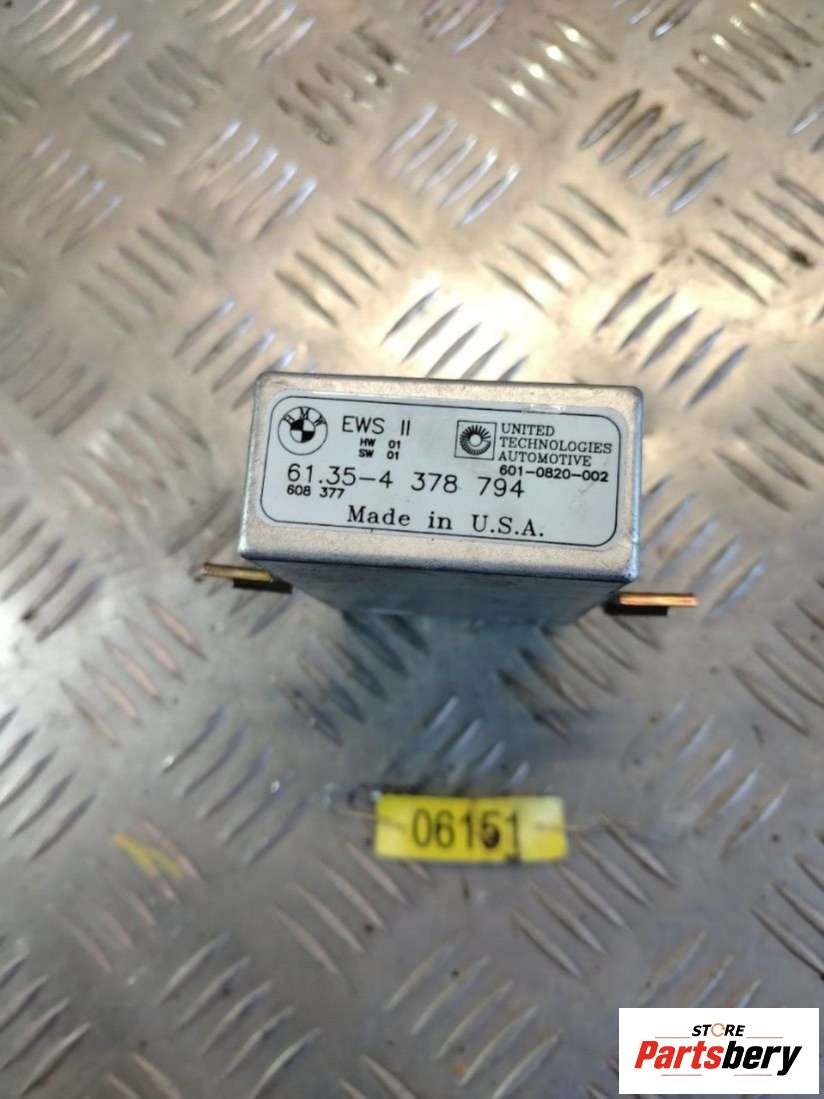 BMW
EWS II
HW 01
SW 01
UNITED
TECHNOLOGIES
AUTOMOTIVE
601-0820-002
61.35-4 378 794
608 377
Made in U.S.A.
06151
STORE
Partsbery